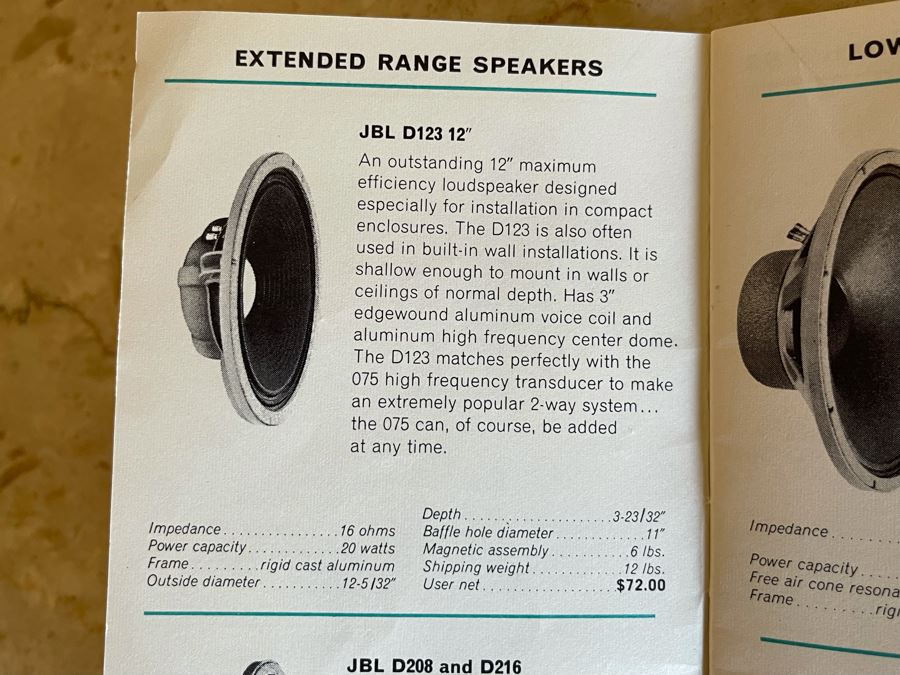 EXTENDED RANGE SPEAKERS
JBL D123 12″
An outstanding 12″ maximum
efficiency loudspeaker designed
especially for installation in compact
enclosures. The D123 is also often
used in built-in wall installations. It is
shallow enough to mount in walls or
ceilings of normal depth. Has 3″
edgewound aluminum voice coil and
aluminum high frequency center dome.
The D123 matches perfectly with the
075 high frequency transducer to make
an extremely popular 2-way system...
the 075 can, of course, be added
at any time.
Impedance................16 ohms
Power capacity............20 watts
Frame.........rigid cast aluminum
Outside diameter..........12-5/32″
Depth....................3-23/32″
Baffle hole diameter............11″
Magnetic assembly..........6 lbs.
Shipping weight............12 lbs.
User net..................$72.00
JBL D208 and D216
LOW
Impedance
Power capacity
Free air cone resona
Frame.........rig